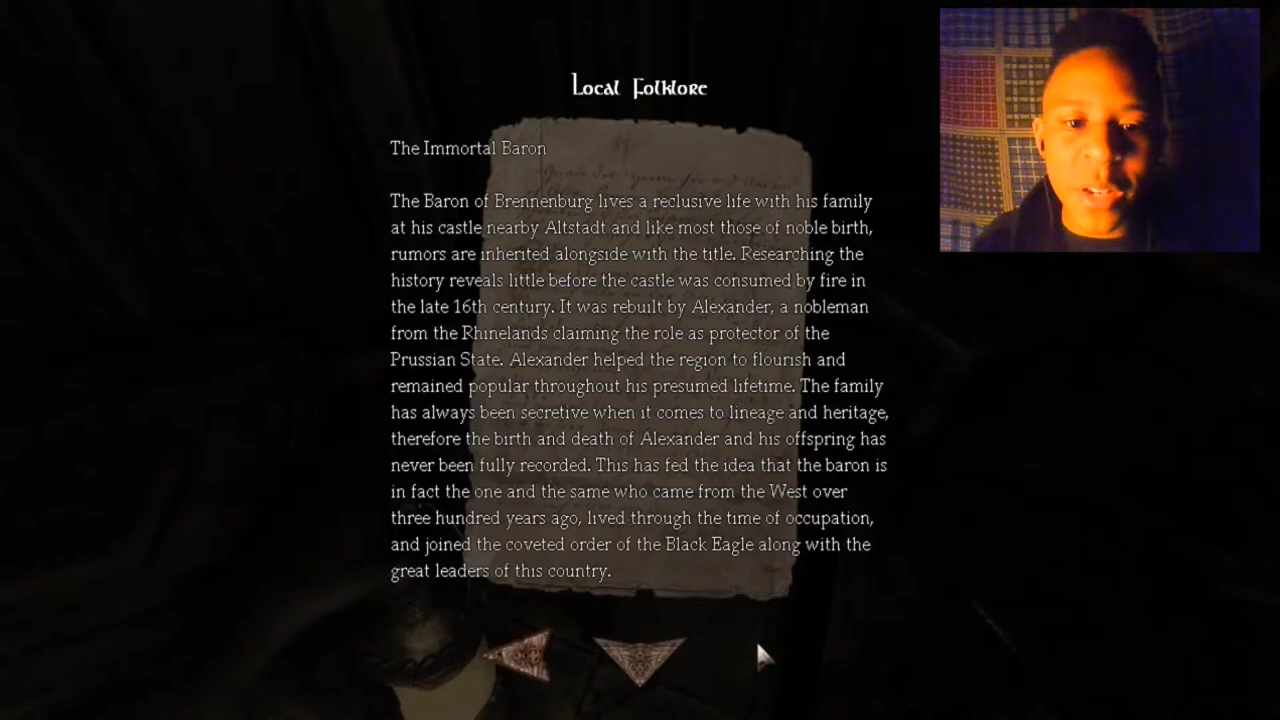 Local Folklore
The Immortal Baron
The Baron of Brennenburg lives a reclusive life with his family
at his castle nearby Altstadt and like most those of noble birth,
rumors are inherited alongside with the title. Researching the
history reveals little before the castle was consumed by fire in
the late 16th century. It was rebuilt by Alexander, a nobleman
from the Rhinelands claiming the role as protector of the
Prussian State. Alexander helped the region to flourish and
remained popular throughout his presumed lifetime. The family
has always been secretive when it comes to lineage and heritage,
therefore the birth and death of Alexander and his offspring has
never been fully recorded. This has fed the idea that the baron is
in fact the one and the same who came from the West over
three hundred years ago, lived through the time of occupation,
and joined the coveted order of the Black Eagle along with the
great leaders of this country.